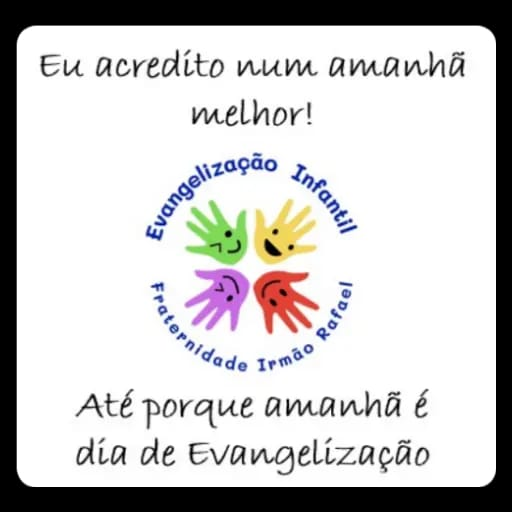 Eu acredito num amanhã
melhor!
Evangelização Infantil
Fraternidade Irmão Rafael
Até porque amanhã é
dia de Evangelização